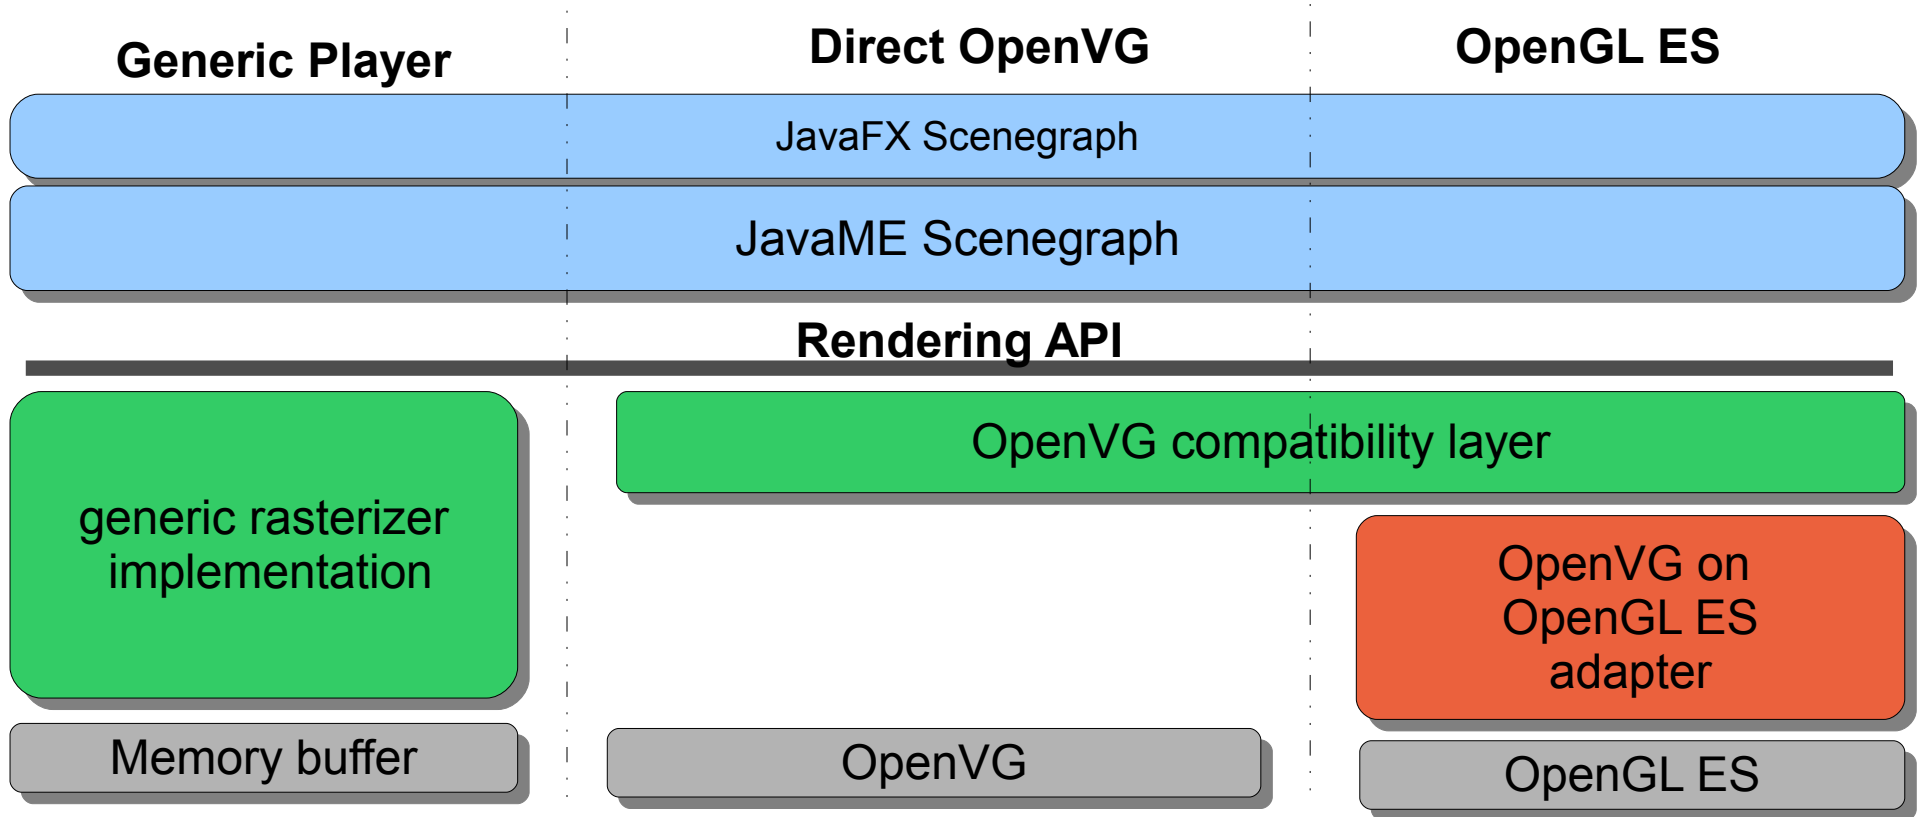 Generic Player
Direct OpenVG
OpenGL ES
JavaFX Scenegraph
JavaME Scenegraph
Rendering API
generic rasterizer
implementation
OpenVG compatibility layer
OpenVG on
OpenGL ES
adapter
Memory buffer
OpenVG
OpenGL ES